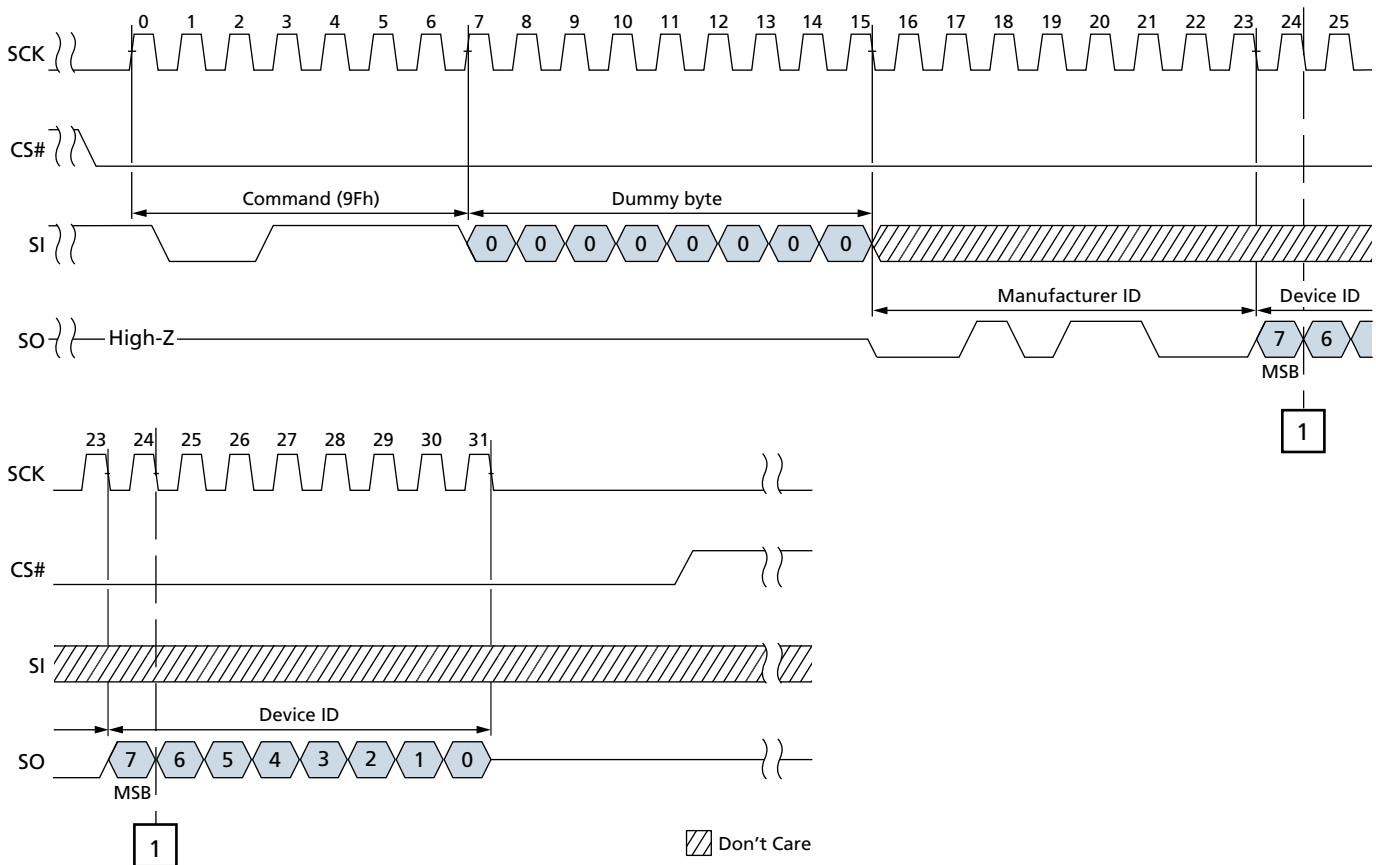 0 1 2 3 4 5 6 7 8 9 10 11 12 13 14 15 16 17 18 19 20 21 22 23 24 25
SCK
CS#
Command (9Fh) Dummy byte
SI 0 0 0 0 0 0 0 0
Manufacturer ID Device ID
SO High-Z 7 6
MSB
1
23 24 25 26 27 28 29 30 31
SCK
CS#
SI
Device ID
SO 7 6 5 4 3 2 1 0
MSB
1
Don't Care